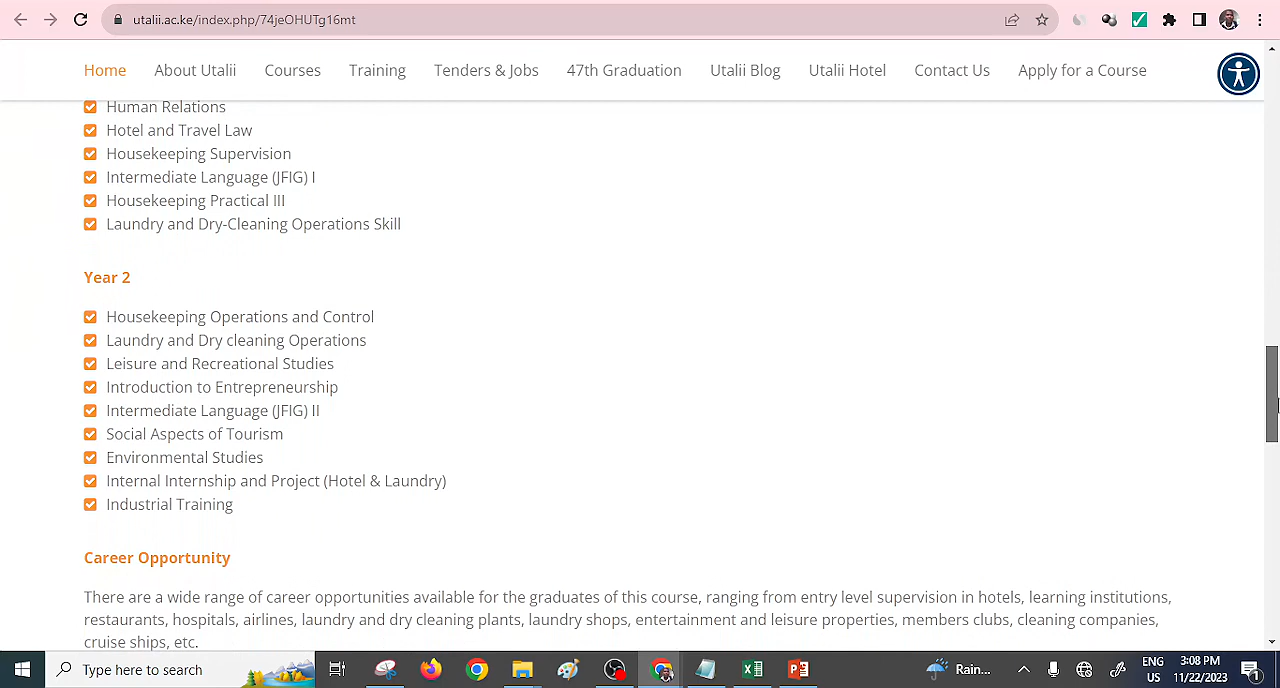 utalii.ac.ke/index.php/74jeOHUTg16mt
Home About Utalii Courses Training Tenders & Jobs 47th Graduation Utalii Blog Utalii Hotel Contact Us Apply for a Course
Human Relations
Hotel and Travel Law
Housekeeping Supervision
Intermediate Language (JFIG) I
Housekeeping Practical III
Laundry and Dry-Cleaning Operations Skill
Year 2
Housekeeping Operations and Control
Laundry and Dry cleaning Operations
Leisure and Recreational Studies
Introduction to Entrepreneurship
Intermediate Language (JFIG) II
Social Aspects of Tourism
Environmental Studies
Internal Internship and Project (Hotel & Laundry)
Industrial Training
Career Opportunity
There are a wide range of career opportunities available for the graduates of this course, ranging from entry level supervision in hotels, learning institutions,
restaurants, hospitals, airlines, laundry and dry cleaning plants, laundry shops, entertainment and leisure properties, members clubs, cleaning companies,
cruise ships, etc.
Type here to search
Rain...
ENG
US
3:08 PM
11/22/2023
1